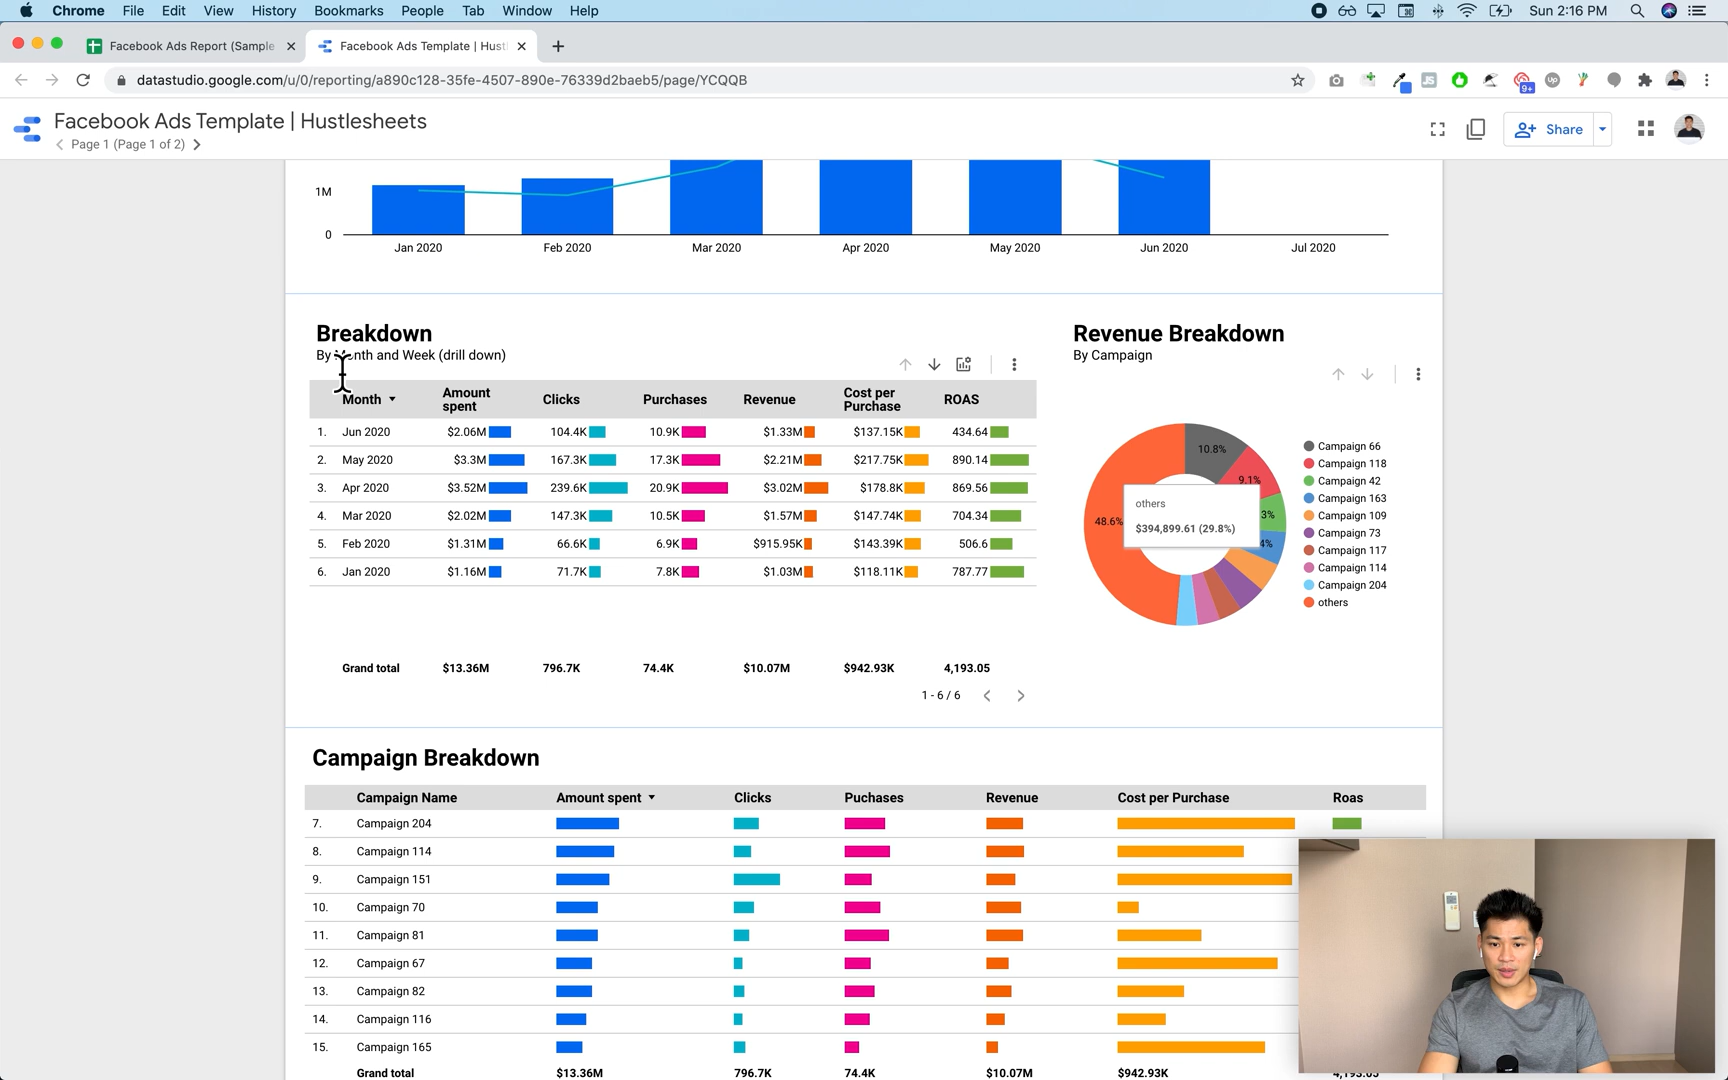 Chrome File Edit View History Bookmarks People Tab Window Help Sun 2:16 PM
Facebook Ads Report (Sample Facebook Ads Template | Hust
datastudio.google.com/u/0/reporting/a890c128-35fe-4507-890e-76339d2baeb5/page/YCQQB
JS Up 9+
Facebook Ads Template | Hustlesheets
Page 1 (Page 1 of 2)
Share
1M
0
Jan 2020 Feb 2020 Mar 2020 Apr 2020 May 2020 Jun 2020 Jul 2020
Breakdown
By Month and Week (drill down)
Month Amount spent Clicks Purchases Revenue Cost per Purchase ROAS
1. Jun 2020 $2.06M 104.4K 10.9K $1.33M $137.15K 434.64
2. May 2020 $3.3M 167.3K 17.3K $2.21M $217.75K 890.14
3. Apr 2020 $3.52M 239.6K 20.9K $3.02M $178.8K 869.56
4. Mar 2020 $2.02M 147.3K 10.5K $1.57M $147.74K 704.34
5. Feb 2020 $1.31M 66.6K 6.9K $915.95K $143.39K 506.6
6. Jan 2020 $1.16M 71.7K 7.8K $1.03M $118.11K 787.77
Grand total $13.36M 796.7K 74.4K $10.07M $942.93K 4,193.05
1 - 6 / 6
Revenue Breakdown
By Campaign
10.8%
9.1%
3%
4%
48.6%
others
$394,899.61 (29.8%)
Campaign 66
Campaign 118
Campaign 42
Campaign 163
Campaign 109
Campaign 73
Campaign 117
Campaign 114
Campaign 204
others
Campaign Breakdown
Campaign Name Amount spent Clicks Puchases Revenue Cost per Purchase Roas
7. Campaign 204
8. Campaign 114
9. Campaign 151
10. Campaign 70
11. Campaign 81
12. Campaign 67
13. Campaign 82
14. Campaign 116
15. Campaign 165
Grand total $13.36M 796.7K 74.4K $10.07M $942.93K 4,193.05